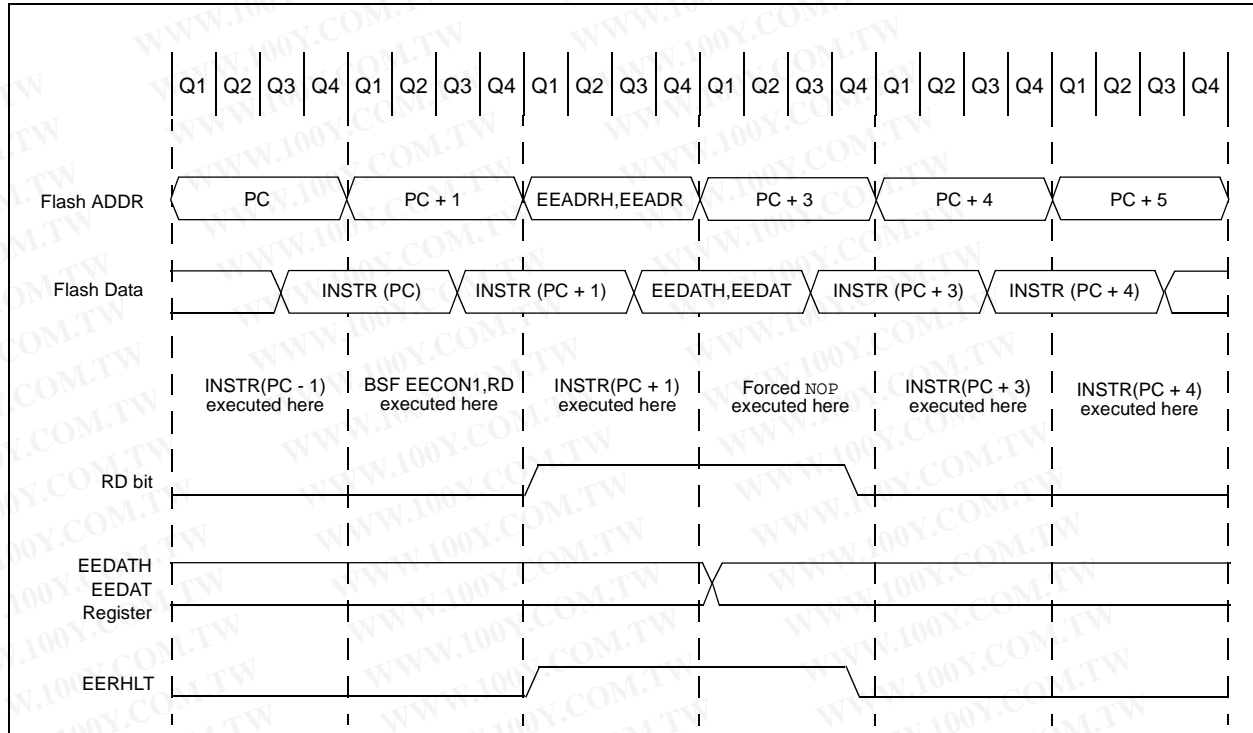 Q1 Q2 Q3 Q4 Q1 Q2 Q3 Q4 Q1 Q2 Q3 Q4 Q1 Q2 Q3 Q4 Q1 Q2 Q3 Q4 Q1 Q2 Q3 Q4
Flash ADDR PC PC + 1 EEADRH,EEADR PC + 3 PC + 4 PC + 5
Flash Data INSTR (PC) INSTR (PC + 1) EEDATH,EEDAT INSTR (PC + 3) INSTR (PC + 4)
INSTR(PC - 1)
executed here
BSF EECON1,RD
executed here
INSTR(PC + 1)
executed here
Forced NOP
executed here
INSTR(PC + 3)
executed here
INSTR(PC + 4)
executed here
RD bit
EEDATH
EEDAT
Register
EERHLT
WWW.100Y.COM.TW